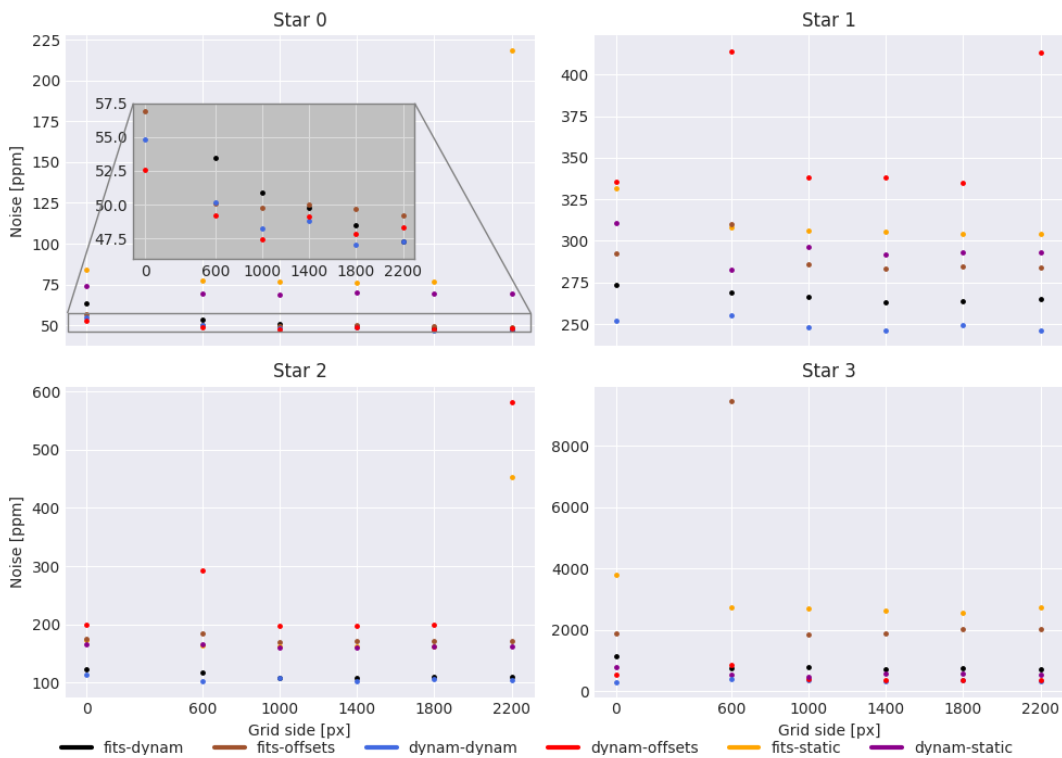 Star 0
Star 1
Noise [ppm]
225
200
175
150
125
100
75
50
57.5
55.0
52.5
50.0
47.5
0 600 1000 1400 1800 2200
400
375
350
325
300
275
250
Star 2
Star 3
Noise [ppm]
600
500
400
300
200
100
0 600 1000 1400 1800 2200
Grid side [px]
8000
6000
4000
2000
0
0 600 1000 1400 1800 2200
Grid side [px]
fits-dynam fits-offsets dynam-dynam dynam-offsets fits-static dynam-static